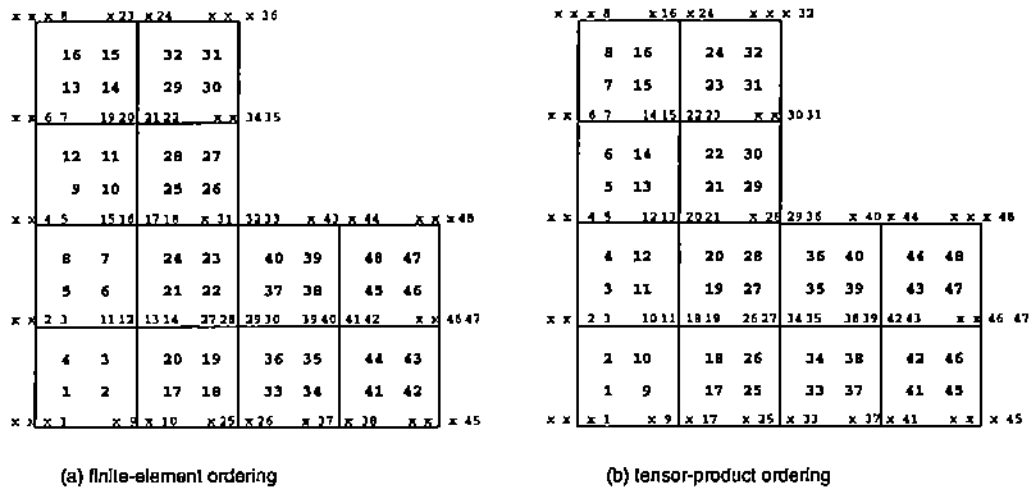 x x x 8 x 23 x 24 x x x 36
16 15 32 31
13 14 29 30
x x 6 7 19 20 21 22 x x 34 35
12 11 28 27
9 10 25 26
x x 4 5 15 16 17 18 x 31 32 33 x 43 x 44 x x x 48
8 7 24 23 40 39 48 47
5 6 21 22 37 38 45 46
x x 2 3 11 12 13 14 27 28 29 30 39 40 41 42 x x 46 47
4 3 20 19 36 35 44 43
1 2 17 18 33 34 41 42
x x x 1 x 9 x 10 x 25 x 26 x 37 x 38 x x x 45
(a) finite-element ordering
x x x 8 x 16 x 24 x x x 32
8 16 24 32
7 15 23 31
x x 6 7 14 15 22 23 x x 30 31
6 14 22 30
5 13 21 29
x x 4 5 12 13 20 21 x 28 29 36 x 40 x 44 x x x 48
4 12 20 28 36 40 44 48
3 11 19 27 35 39 43 47
x x 2 3 10 11 18 19 26 27 34 35 38 39 42 43 x x 46 47
2 10 18 26 34 38 42 46
1 9 17 25 33 37 41 45
x x x 1 x 9 x 17 x 25 x 33 x 37 x 41 x x x 45
(b) tensor-product ordering